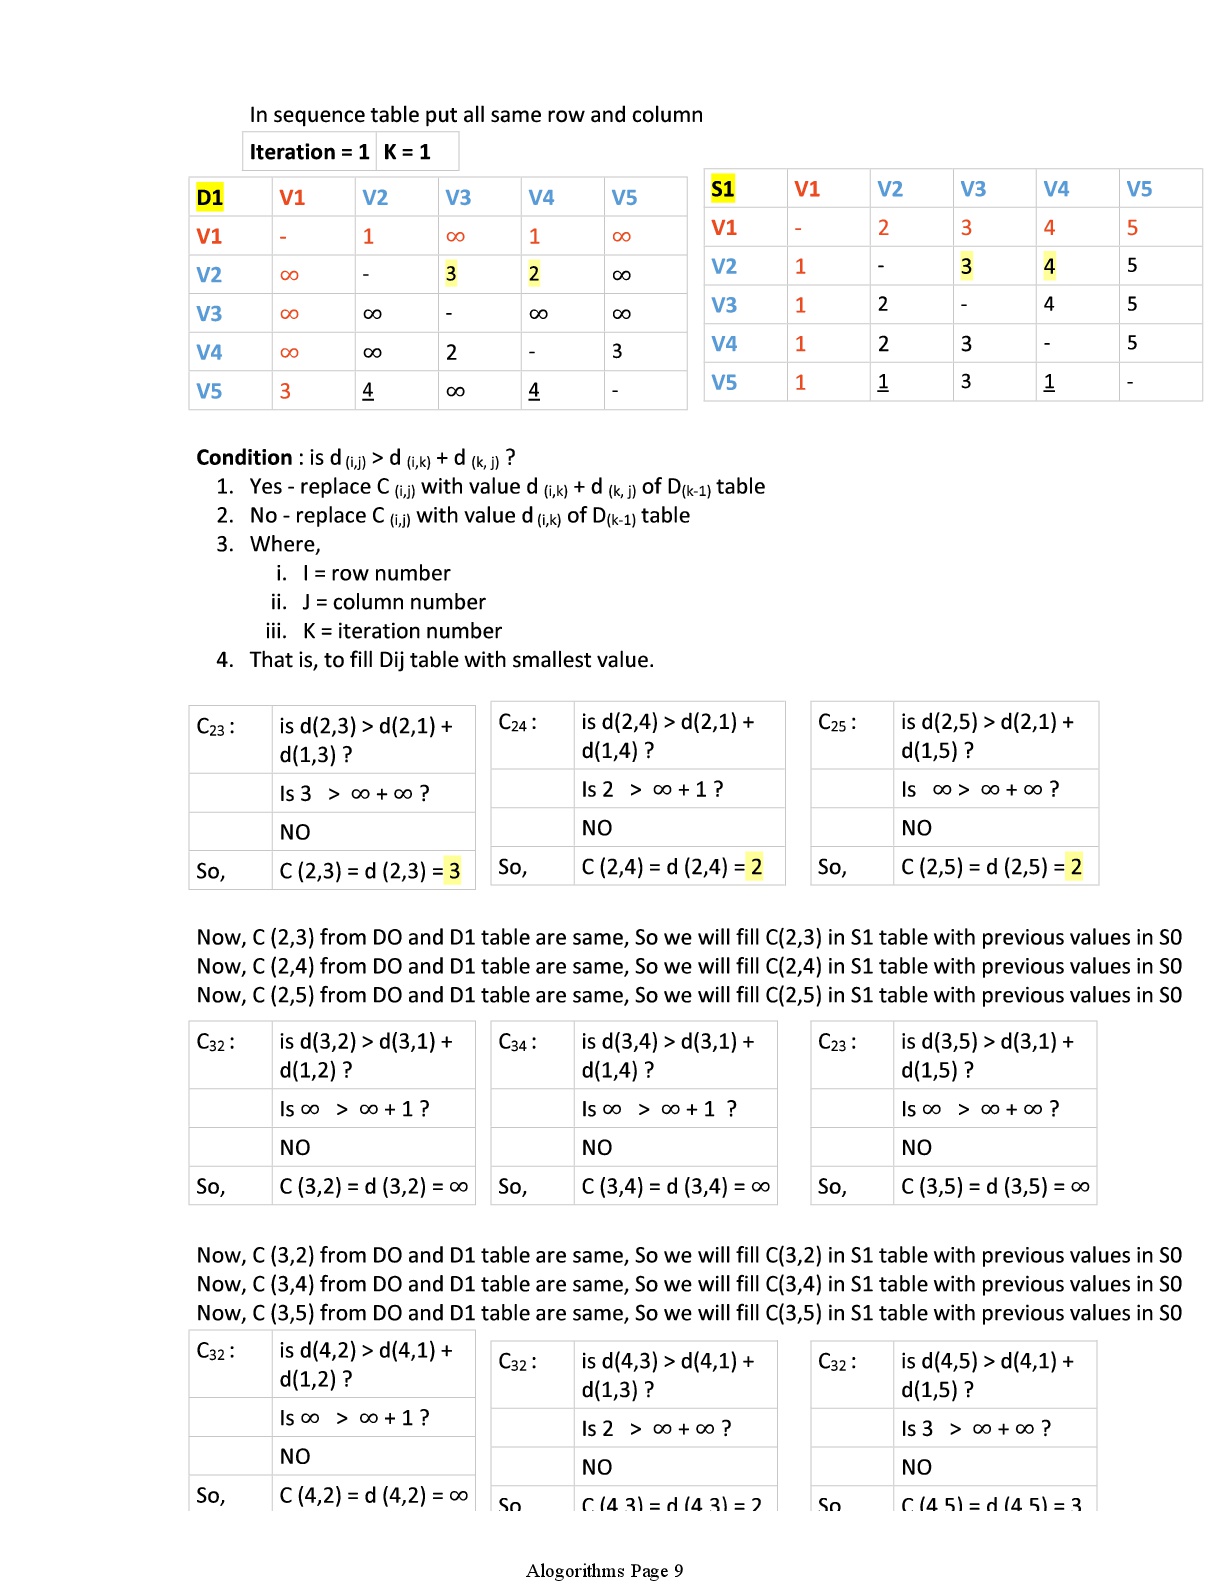 In sequence table put all same row and column
Iteration = 1 K = 1
D1 V1 V2 V3 V4 V5
V1 - 1 ∞ 1 ∞
V2 ∞ - 3 2 ∞
V3 ∞ ∞ - ∞ ∞
V4 ∞ ∞ 2 - 3
V5 3 4 ∞ 4 -
S1 V1 V2 V3 V4 V5
V1 - 2 3 4 5
V2 1 - 3 4 5
V3 1 2 - 4 5
V4 1 2 3 - 5
V5 1 1 3 1 -
Condition : is d (i,j) > d (i,k) + d (k, j) ?
1. Yes - replace C (i,j) with value d (i,k) + d (k, j) of D(k-1) table
2. No - replace C (i,j) with value d (i,k) of D(k-1) table
3. Where,
i. I = row number
ii. J = column number
iii. K = iteration number
4. That is, to fill Dij table with smallest value.
C23 : is d(2,3) > d(2,1) +
d(1,3) ?
Is 3 > ∞ + ∞ ?
NO
So, C (2,3) = d (2,3) = 3
C24 : is d(2,4) > d(2,1) +
d(1,4) ?
Is 2 > ∞ + 1 ?
NO
So, C (2,4) = d (2,4) = 2
C25 : is d(2,5) > d(2,1) +
d(1,5) ?
Is ∞ > ∞ + ∞ ?
NO
So, C (2,5) = d (2,5) = 2
Now, C (2,3) from DO and D1 table are same, So we will fill C(2,3) in S1 table with previous values in S0
Now, C (2,4) from DO and D1 table are same, So we will fill C(2,4) in S1 table with previous values in S0
Now, C (2,5) from DO and D1 table are same, So we will fill C(2,5) in S1 table with previous values in S0
C32 : is d(3,2) > d(3,1) +
d(1,2) ?
Is ∞ > ∞ + 1 ?
NO
So, C (3,2) = d (3,2) = ∞
C34 : is d(3,4) > d(3,1) +
d(1,4) ?
Is ∞ > ∞ + 1 ?
NO
So, C (3,4) = d (3,4) = ∞
C23 : is d(3,5) > d(3,1) +
d(1,5) ?
Is ∞ > ∞ + ∞ ?
NO
So, C (3,5) = d (3,5) = ∞
Now, C (3,2) from DO and D1 table are same, So we will fill C(3,2) in S1 table with previous values in S0
Now, C (3,4) from DO and D1 table are same, So we will fill C(3,4) in S1 table with previous values in S0
Now, C (3,5) from DO and D1 table are same, So we will fill C(3,5) in S1 table with previous values in S0
C32 : is d(4,2) > d(4,1) +
d(1,2) ?
Is ∞ > ∞ + 1 ?
NO
So, C (4,2) = d (4,2) = ∞
C32 : is d(4,3) > d(4,1) +
d(1,3) ?
Is 2 > ∞ + ∞ ?
NO
So C (4 3) = d (4 3) = 2
C32 : is d(4,5) > d(4,1) +
d(1,5) ?
Is 3 > ∞ + ∞ ?
NO
So C (4 5) = d (4 5) = 3
Alogorithms Page 9